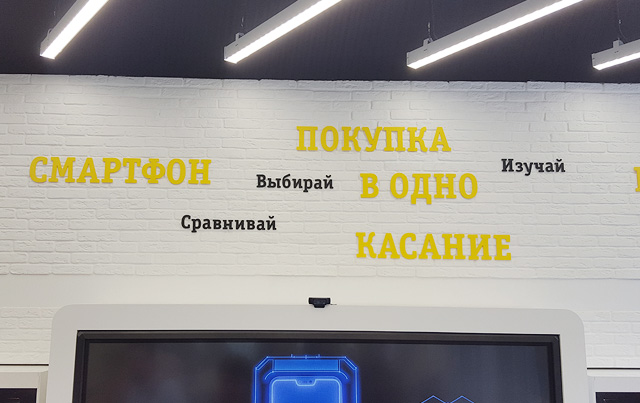 СМАРТФОН
Выбирай
Сравнивай
ПОКУПКА
В ОДНО
КАСАНИЕ
Изучай